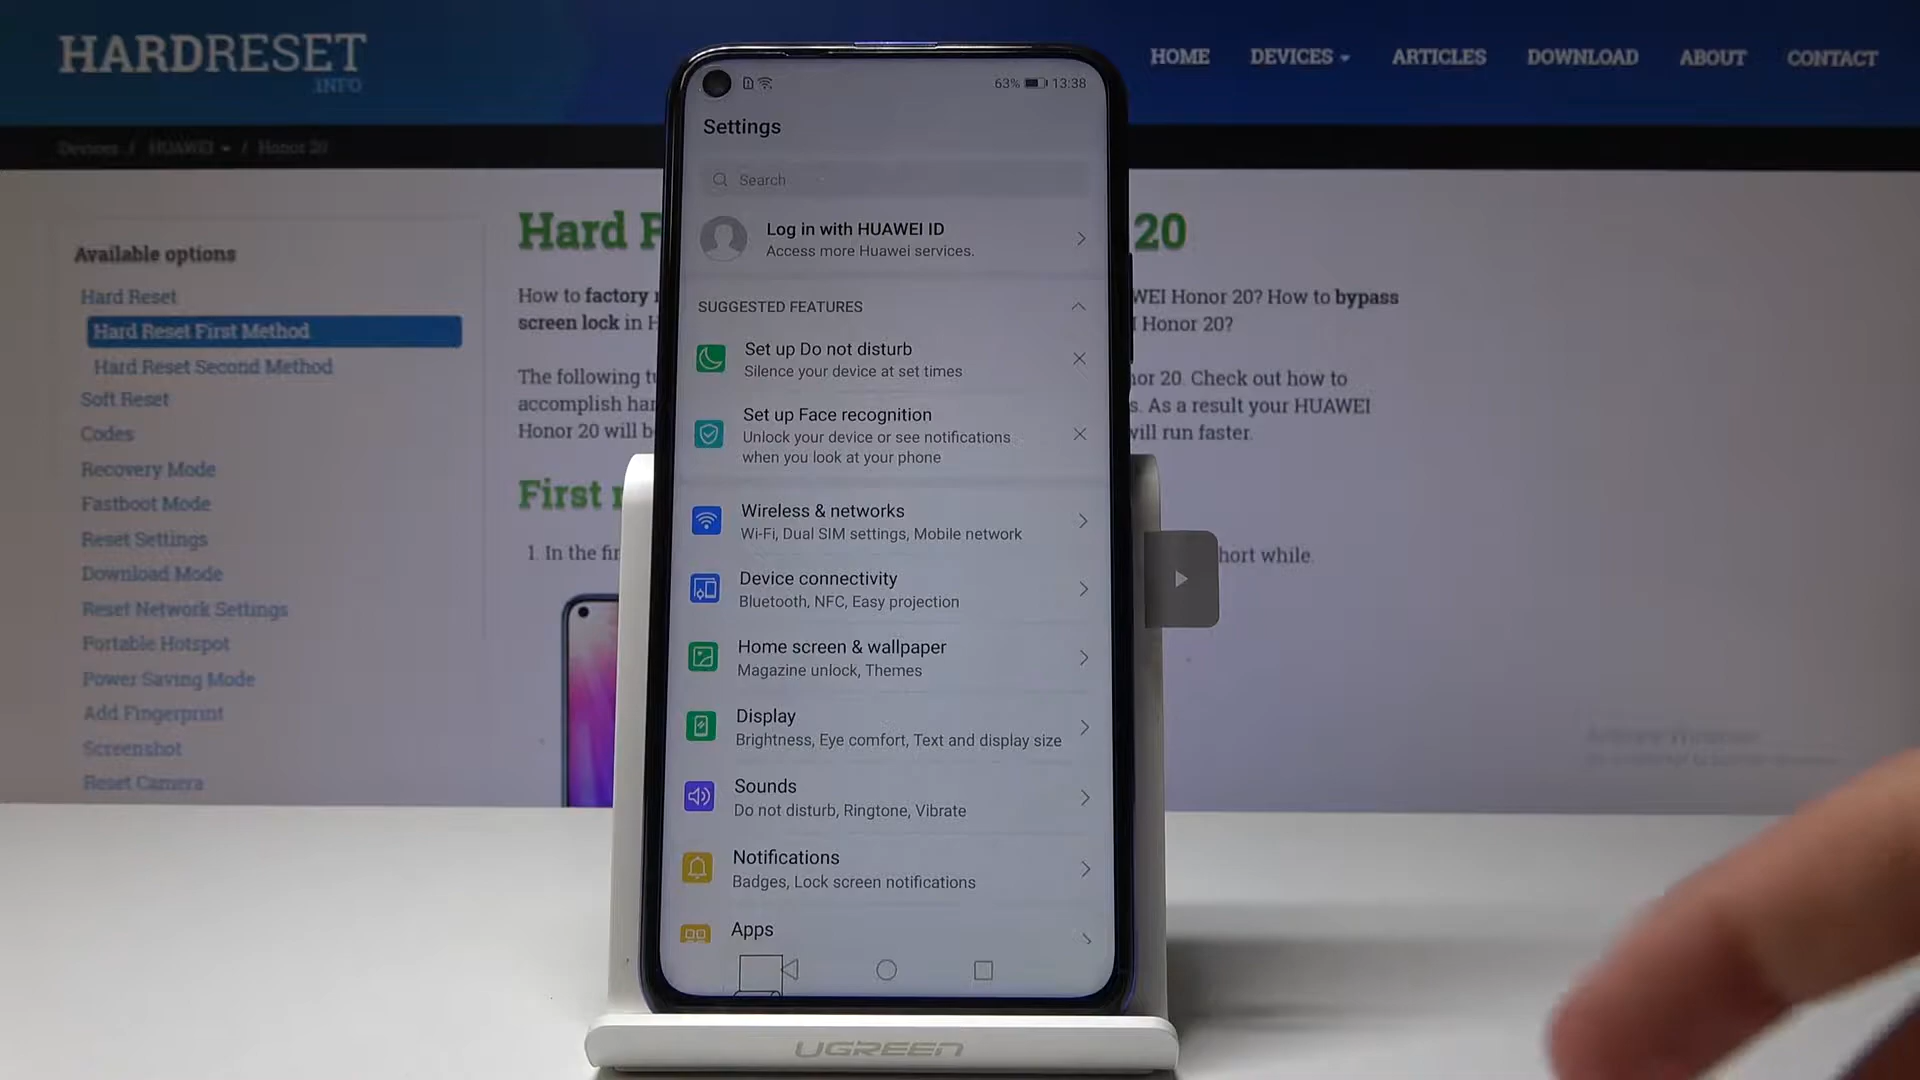 HARDRESET
.INFO
HOME DEVICES ARTICLES DOWNLOAD ABOUT CONTACT
Devices / HUAWEI / Honor 20
Available options
Hard Reset
Hard Reset First Method
Hard Reset Second Method
Soft Reset
Codes
Recovery Mode
Fastboot Mode
Reset Settings
Download Mode
Reset Network Settings
Portable Hotspot
Power Saving Mode
Add Fingerprint
Screenshot
Reset Camera
Hard 20
How to factory WEI Honor 20? How to bypass
screen lock in Honor 20?
The following Honor 20. Check out how to
accomplish As a result your HUAWEI
Honor 20 will will run faster.
First
1. In the short while.
63% 13:38
Settings
Search
Log in with HUAWEI ID
Access more Huawei services.
SUGGESTED FEATURES
Set up Do not disturb
Silence your device at set times
Set up Face recognition
Unlock your device or see notifications
when you look at your phone
Wireless & networks
Wi-Fi, Dual SIM settings, Mobile network
Device connectivity
Bluetooth, NFC, Easy projection
Home screen & wallpaper
Magazine unlock, Themes
Display
Brightness, Eye comfort, Text and display size
Sounds
Do not disturb, Ringtone, Vibrate
Notifications
Badges, Lock screen notifications
Apps
UGREEN